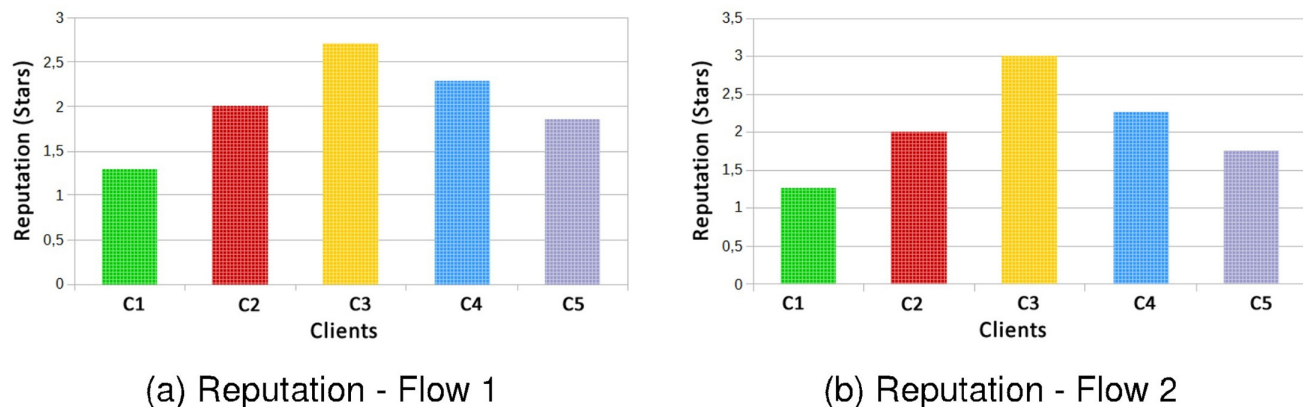 3
2,5
2
1,5
1
0,5
0
Reputation (Stars)
C1 C2 C3 C4 C5
Clients
(a) Reputation - Flow 1
3,5
3
2,5
2
1,5
1
0,5
0
Reputation (Stars)
C1 C2 C3 C4 C5
Clients
(b) Reputation - Flow 2